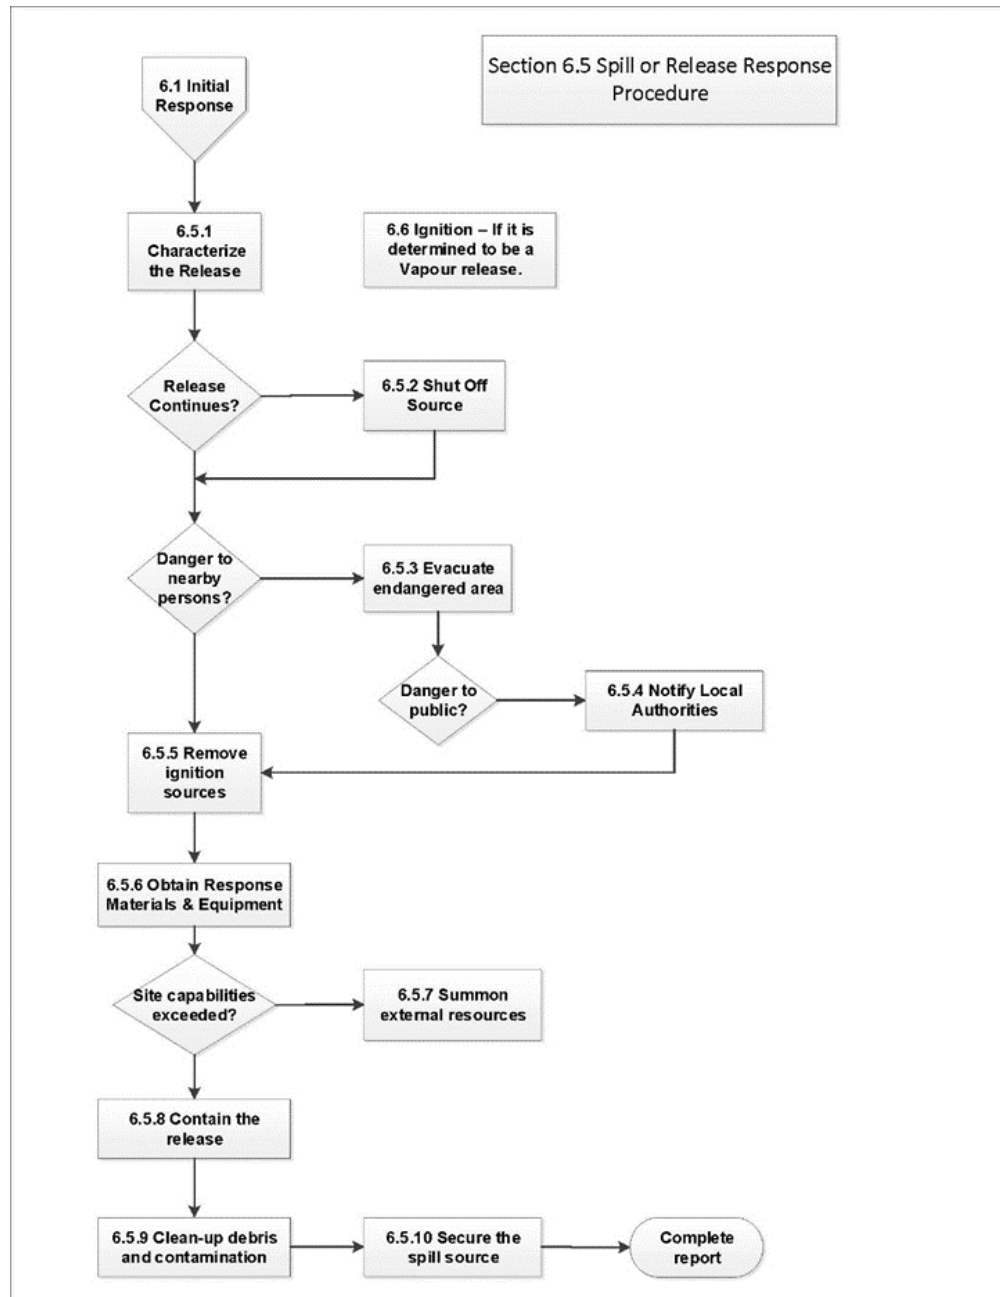 Section 6.5 Spill or Release Response
Procedure
6.1 Initial
Response
6.5.1
Characterize
the Release
6.6 Ignition – If it is
determined to be a
Vapour release.
Release
Continues?
6.5.2 Shut Off
Source
Danger to
nearby
persons?
6.5.3 Evacuate
endangered area
Danger to
public?
6.5.4 Notify Local
Authorities
6.5.5 Remove
ignition
sources
6.5.6 Obtain Response
Materials & Equipment
Site capabilities
exceeded?
6.5.7 Summon
external resources
6.5.8 Contain the
release
6.5.9 Clean-up debris
and contamination
6.5.10 Secure the
spill source
Complete
report